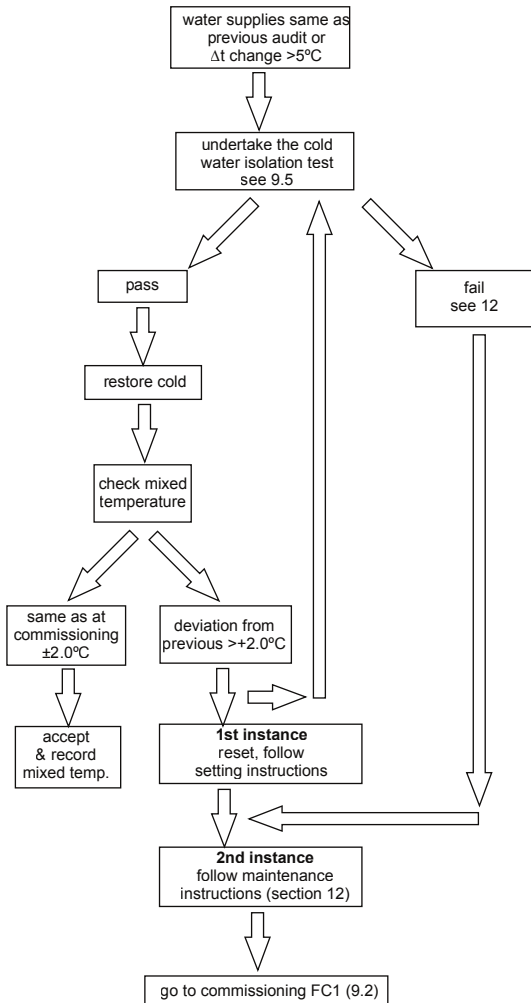 water supplies same as
previous audit or
Δt change >5ºC
undertake the cold
water isolation test
see 9.5
pass
fail
see 12
restore cold
check mixed
temperature
same as at
commissioning
±2.0ºC
deviation from
previous >+2.0ºC
accept
& record
mixed temp.
1st instance
reset, follow
setting instructions
2nd instance
follow maintenance
instructions (section 12)
go to commissioning FC1 (9.2)